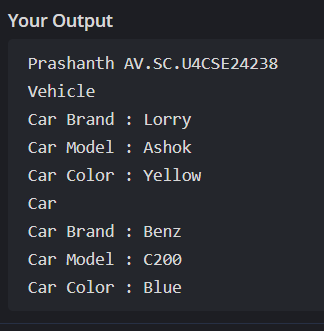 Your Output
Prashanth AV.SC.U4CSE24238
Vehicle
Car Brand : Lorry
Car Model : Ashok
Car Color : Yellow
Car
Car Brand : Benz
Car Model : C200
Car Color : Blue